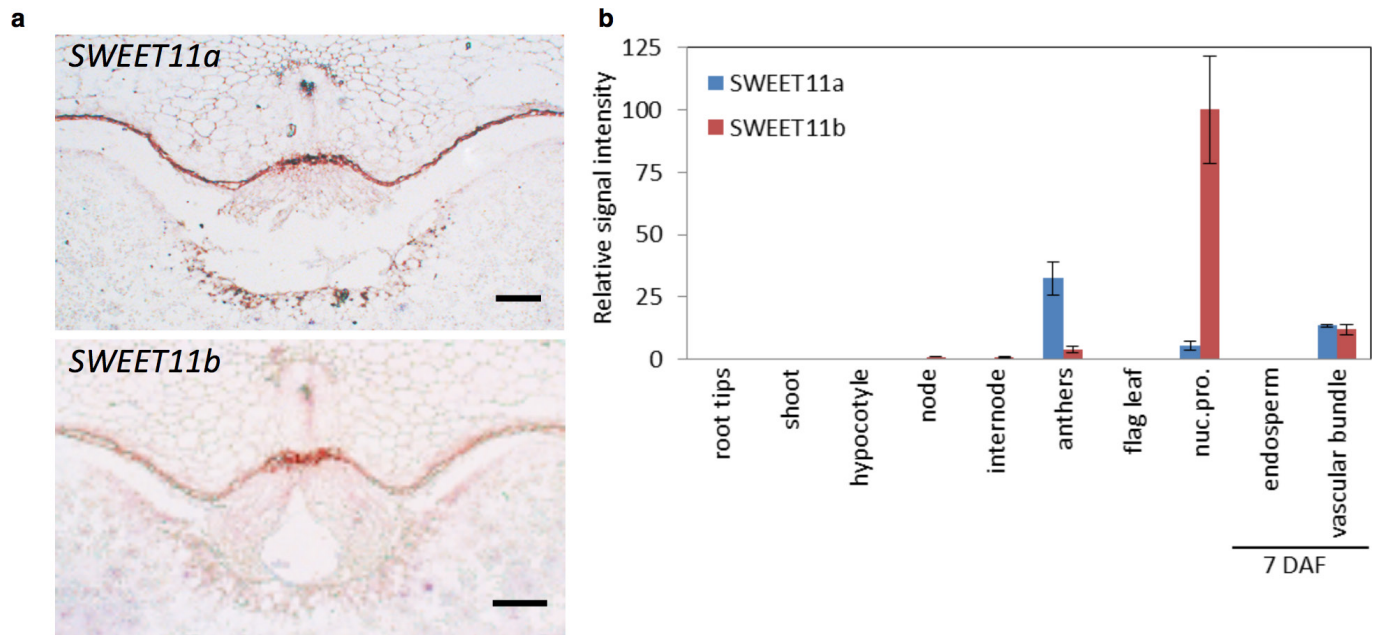 a
SWEET11a
SWEET11b
b
125
100
75
50
25
0
Relative signal intensity
SWEET11a
SWEET11b
root tips
shoot
hypocotyle
node
internode
anthers
flag leaf
nuc.pro.
endosperm
vascular bundle
7 DAF